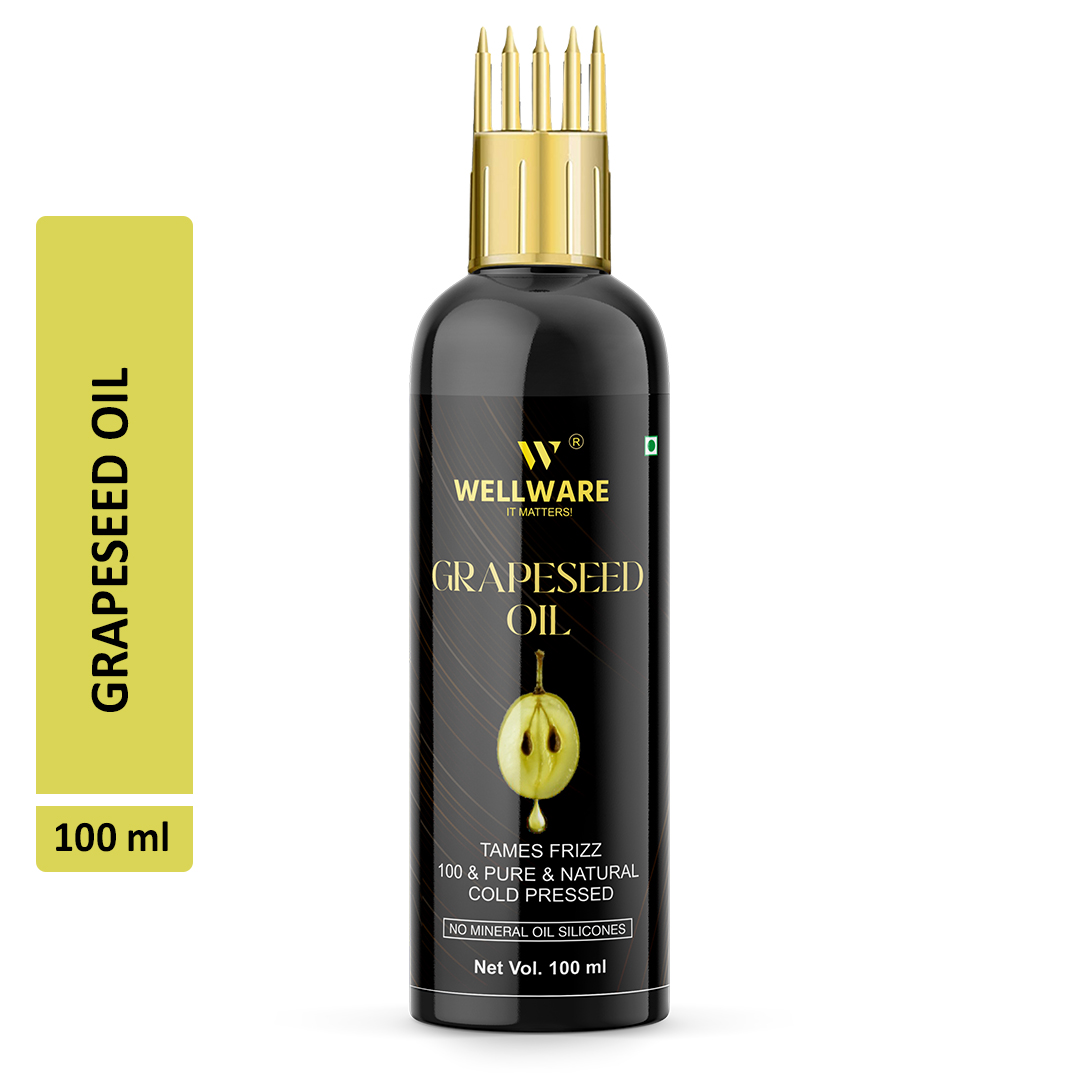 GRAPESEED OIL
100 ml
W ®
WELLWARE
IT MATTERS!
GRAPESEED
OIL
TAMES FRIZZ
100 & PURE & NATURAL
COLD PRESSED
NO MINERAL OIL SILICONES
Net Vol. 100 ml